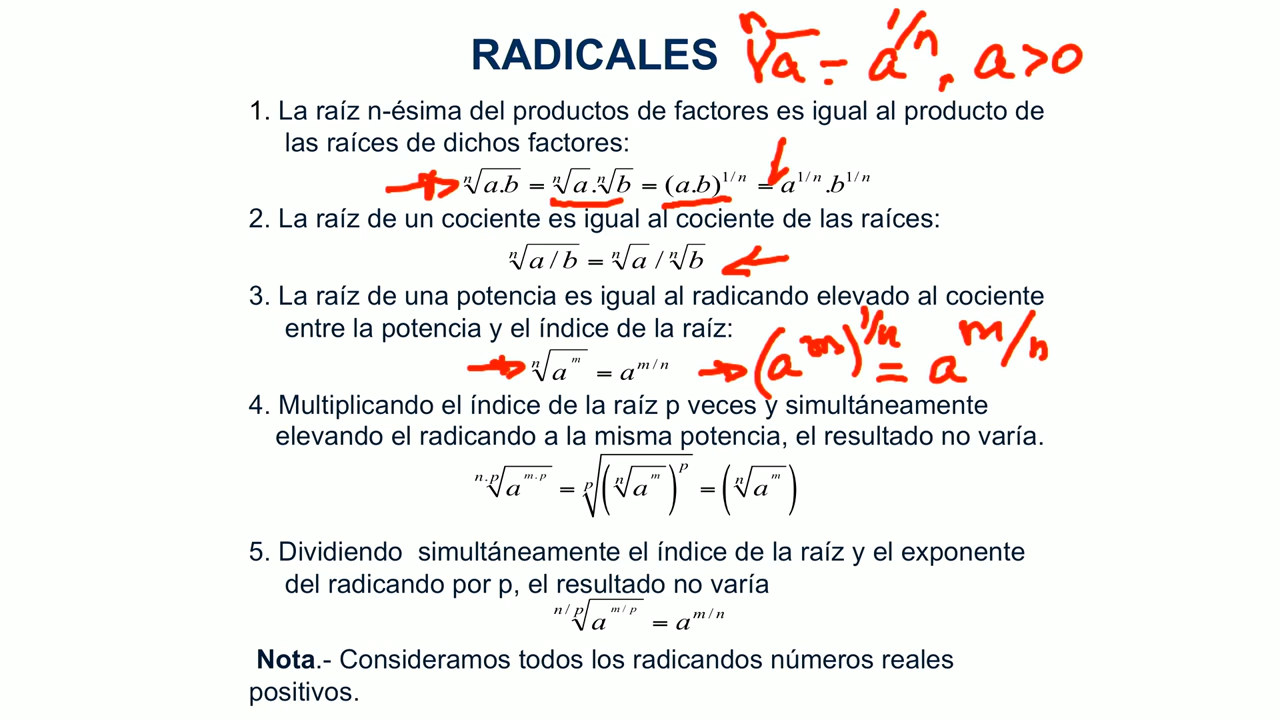 RADICALES ⁿ√a = a^1/n, a>0
1. La raíz n-ésima del productos de factores es igual al producto de
las raíces de dichos factores:
ⁿ√a.b = ⁿ√a.ⁿ√b = (a.b)^1/n = a^1/n.b^1/n
2. La raíz de un cociente es igual al cociente de las raíces:
ⁿ√a/b = ⁿ√a / ⁿ√b
3. La raíz de una potencia es igual al radicando elevado al cociente
entre la potencia y el índice de la raíz:
ⁿ√a^m = a^m/n (a^m)^1/n = a^m/n
4. Multiplicando el índice de la raíz p veces y simultáneamente
elevando el radicando a la misma potencia, el resultado no varía.
n.p√a^m.p = p√(ⁿ√a^m)^p = (ⁿ√a^m)
5. Dividiendo simultáneamente el índice de la raíz y el exponente
del radicando por p, el resultado no varía
n/p√a^m/p = a^m/n
Nota.- Consideramos todos los radicandos números reales
positivos.